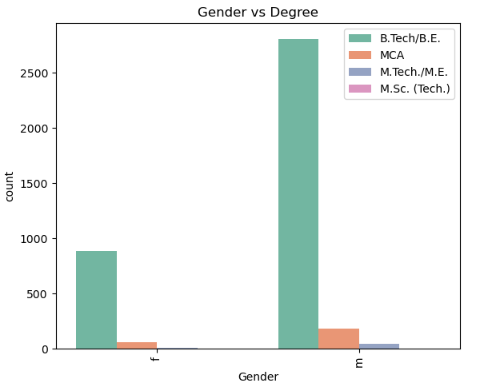 Gender vs Degree
B.Tech/B.E.
MCA
M.Tech./M.E.
M.Sc. (Tech.)
2500
2000
1500
1000
500
0
count
f
m
Gender